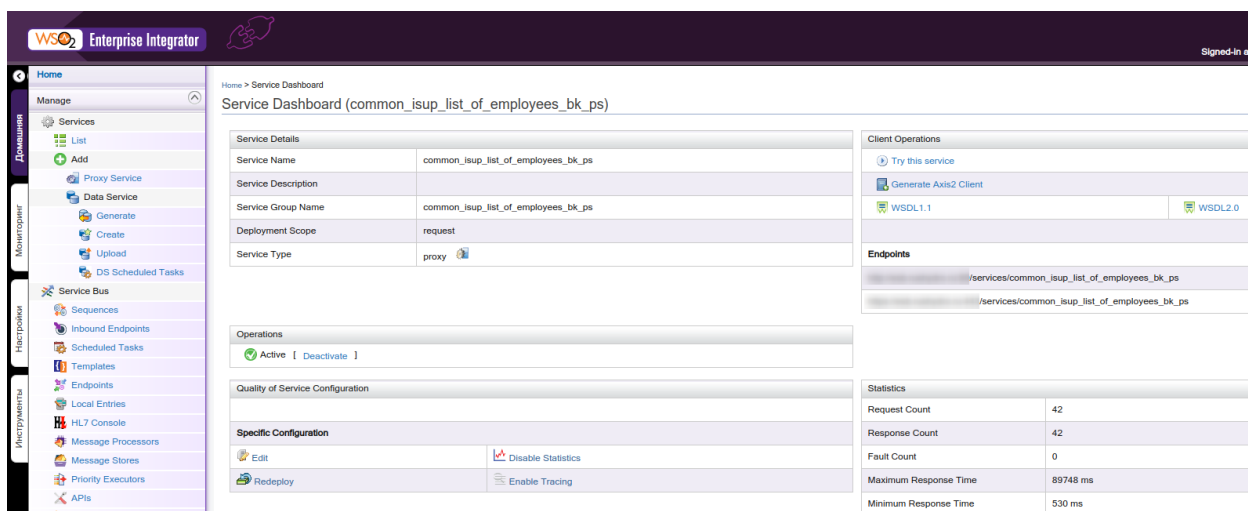 WSO2 Enterprise Integrator
Signed-in a
Домашняя
Мониторинг
Настройки
Инструменты
Home
Manage
Services
List
Add
Proxy Service
Data Service
Generate
Create
Upload
DS Scheduled Tasks
Service Bus
Sequences
Inbound Endpoints
Scheduled Tasks
Templates
Endpoints
Local Entries
HL7 Console
Message Processors
Message Stores
Priority Executors
APIs
Home > Service Dashboard
Service Dashboard (common_isup_list_of_employees_bk_ps)
Service Details
Service Name common_isup_list_of_employees_bk_ps
Service Description
Service Group Name common_isup_list_of_employees_bk_ps
Deployment Scope request
Service Type proxy
Operations
Active [ Deactivate ]
Quality of Service Configuration
Specific Configuration
Edit Disable Statistics
Redeploy Enable Tracing
Client Operations
Try this service
Generate Axis2 Client
WSDL1.1 WSDL2.0
Endpoints
/services/common_isup_list_of_employees_bk_ps
/services/common_isup_list_of_employees_bk_ps
Statistics
Request Count 42
Response Count 42
Fault Count 0
Maximum Response Time 89748 ms
Minimum Response Time 530 ms